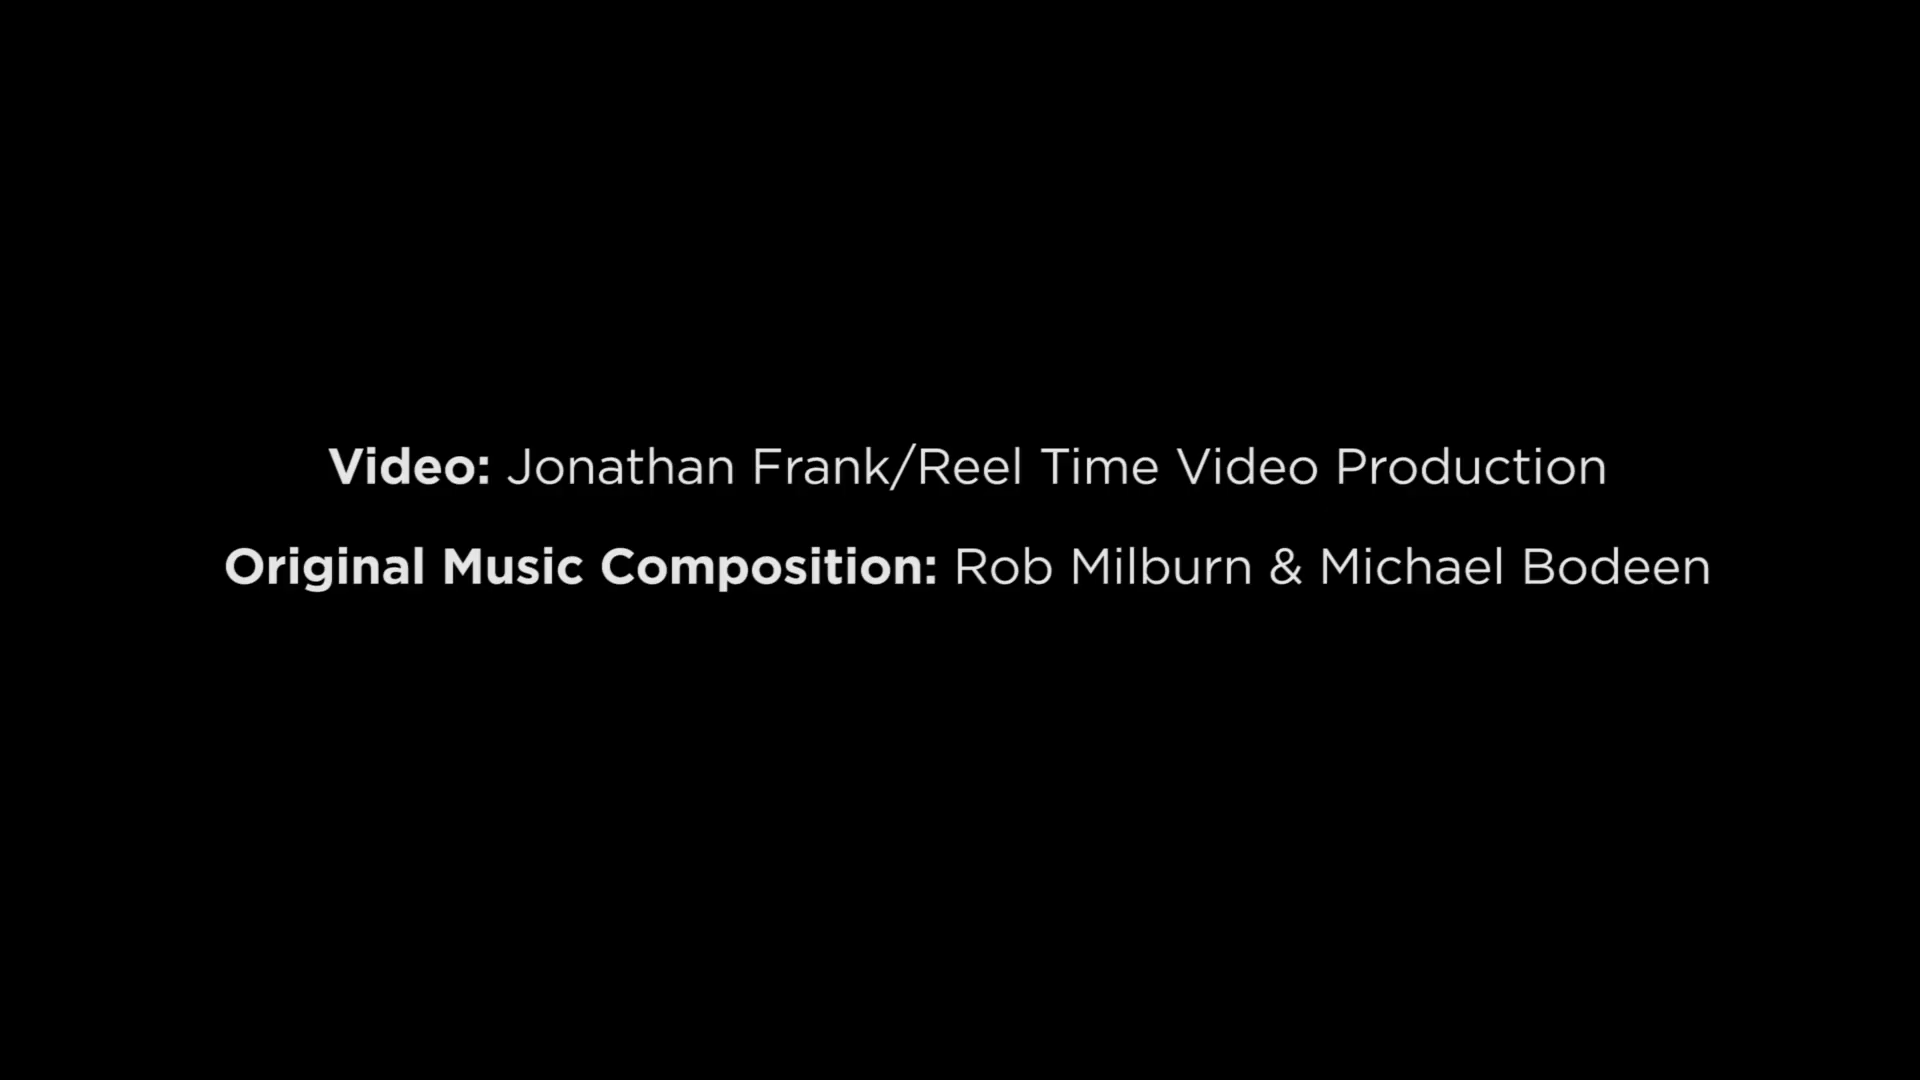 Video: Jonathan Frank/Reel Time Video Production
Original Music Composition: Rob Milburn & Michael Bodeen